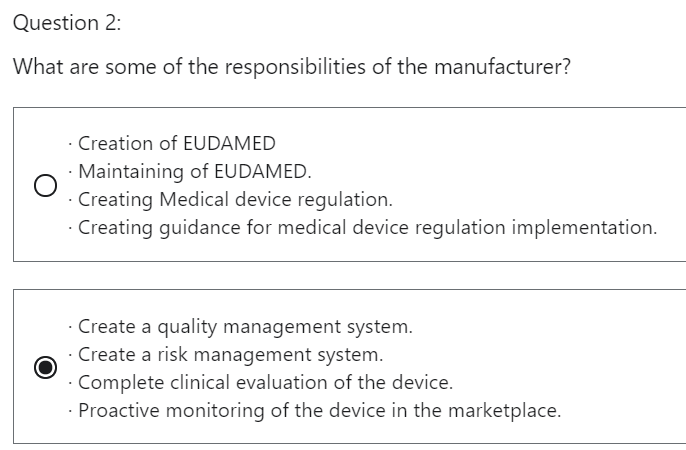 Question 2:
What are some of the responsibilities of the manufacturer?
· Creation of EUDAMED
· Maintaining of EUDAMED.
· Creating Medical device regulation.
· Creating guidance for medical device regulation implementation.
· Create a quality management system.
· Create a risk management system.
· Complete clinical evaluation of the device.
· Proactive monitoring of the device in the marketplace.